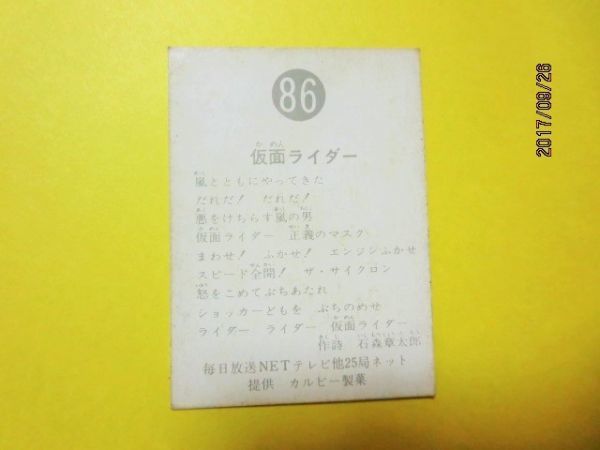 86
仮面ライダー
嵐とともにやってきた
だれだ! だれだ!
悪をけちらす嵐の男
仮面ライダー 正義のマスク
まわせ! ふかせ! エンジンふかせ
スピード全開! ザ・サイクロン
怒をこめてぶちあたれ
ショッカーどもを ぶちのめせ
ライダー ライダー 仮面ライダー
作詩 石森章太郎
毎日放送NETテレビ他25局ネット
提供 カルビー製菓
2017/09/26